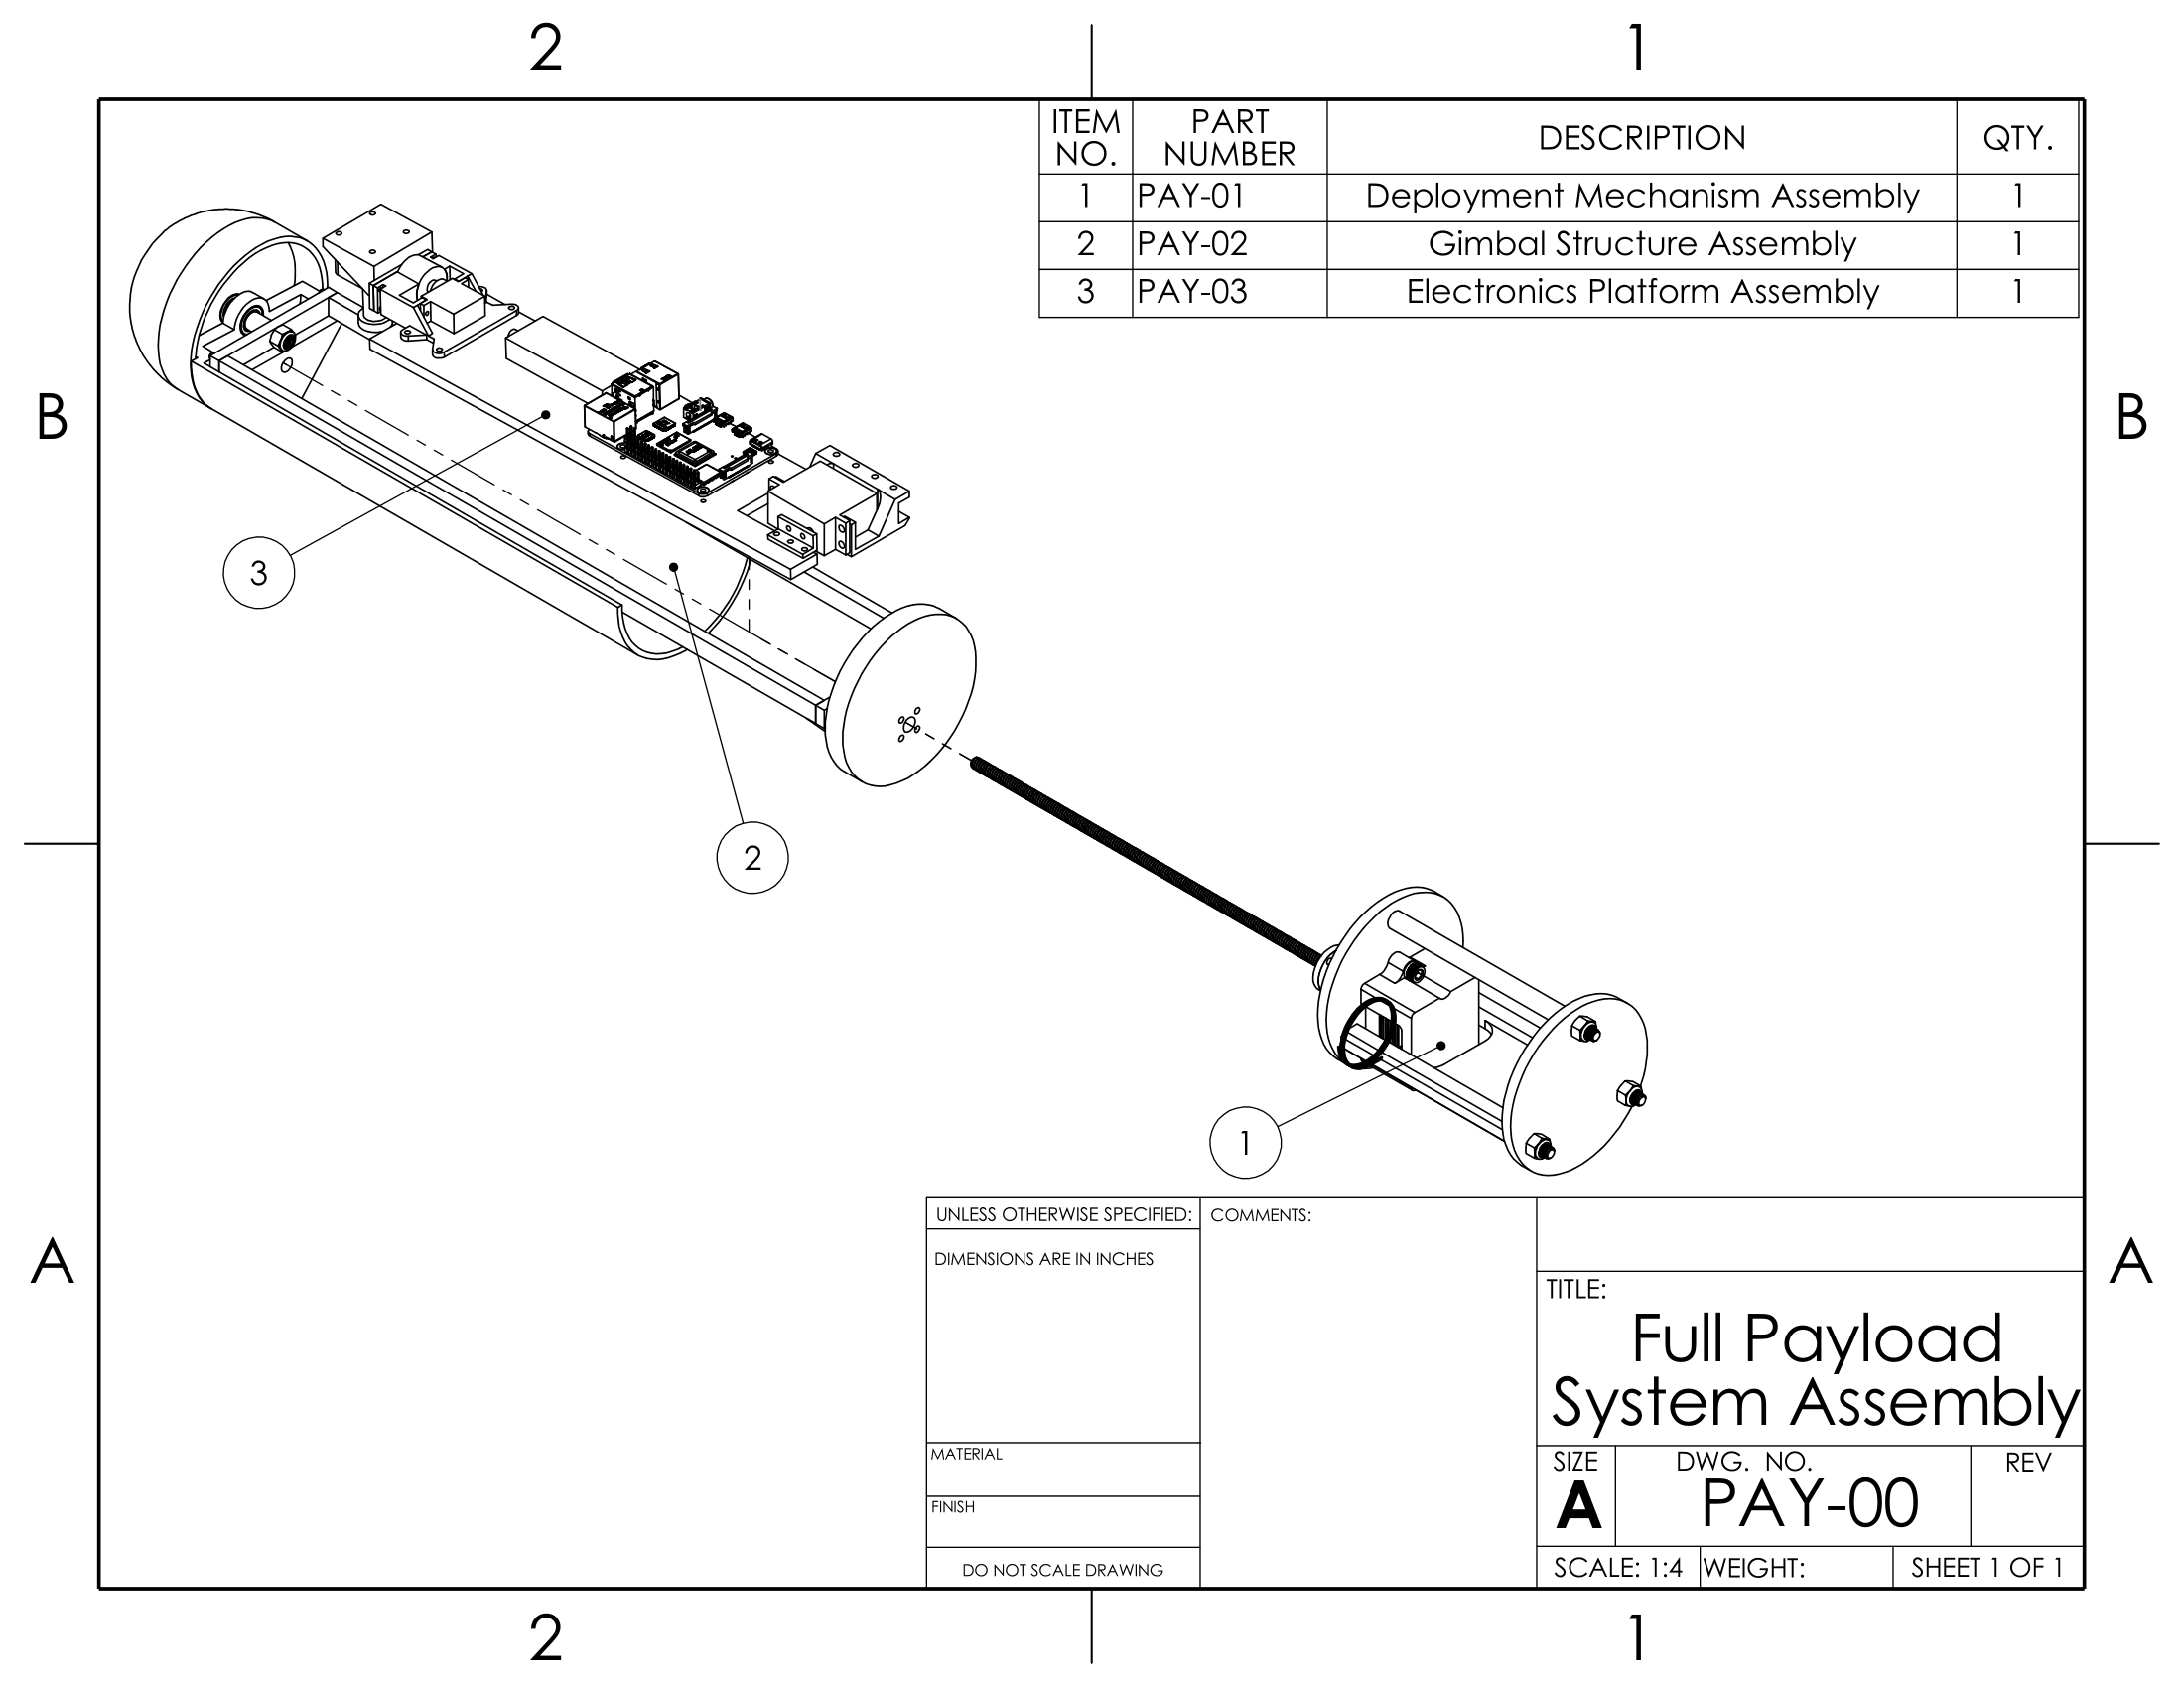 2 1
ITEM NO. PART NUMBER DESCRIPTION QTY.
1 PAY-01 Deployment Mechanism Assembly 1
2 PAY-02 Gimbal Structure Assembly 1
3 PAY-03 Electronics Platform Assembly 1
B B
3
2
1
A A
UNLESS OTHERWISE SPECIFIED:
DIMENSIONS ARE IN INCHES
MATERIAL
FINISH
DO NOT SCALE DRAWING
COMMENTS:
TITLE:
Full Payload
System Assembly
SIZE DWG. NO. REV
A PAY-00
SCALE: 1:4 WEIGHT: SHEET 1 OF 1
2 1